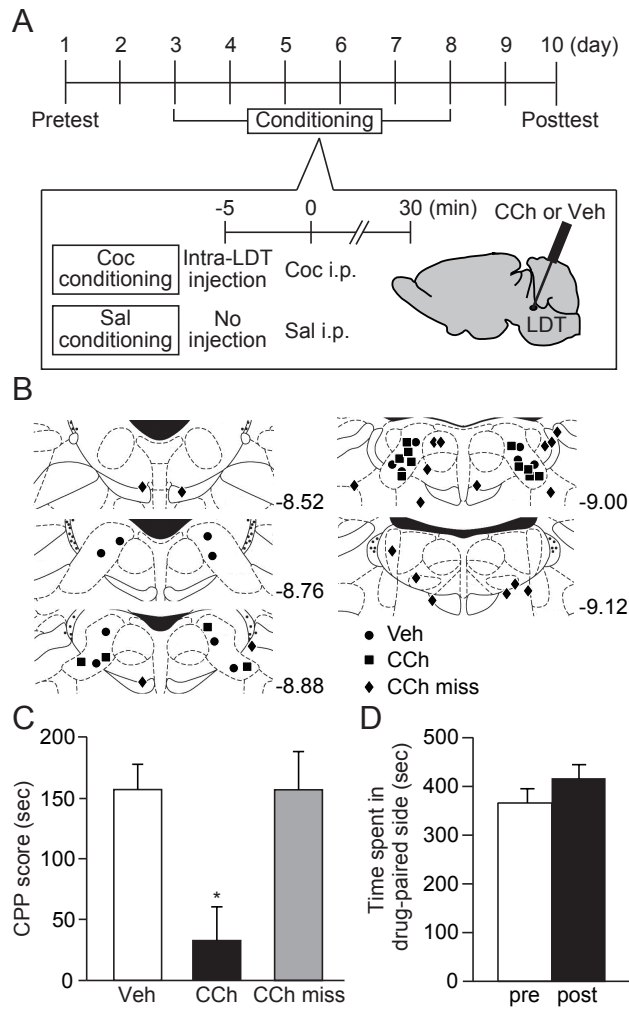 A
1 2 3 4 5 6 7 8 9 10 (day)
Pretest Conditioning Posttest
-5 0 30 (min) CCh or Veh
Coc conditioning Intra-LDT injection Coc i.p.
Sal conditioning No injection Sal i.p.
LDT
B
-8.52
-8.76
-8.88
-9.00
-9.12
Veh
CCh
CCh miss
C
CPP score (sec)
200
150
100
50
0
*
Veh CCh CCh miss
D
Time spent in
drug-paired side (sec)
500
400
300
200
100
0
pre post